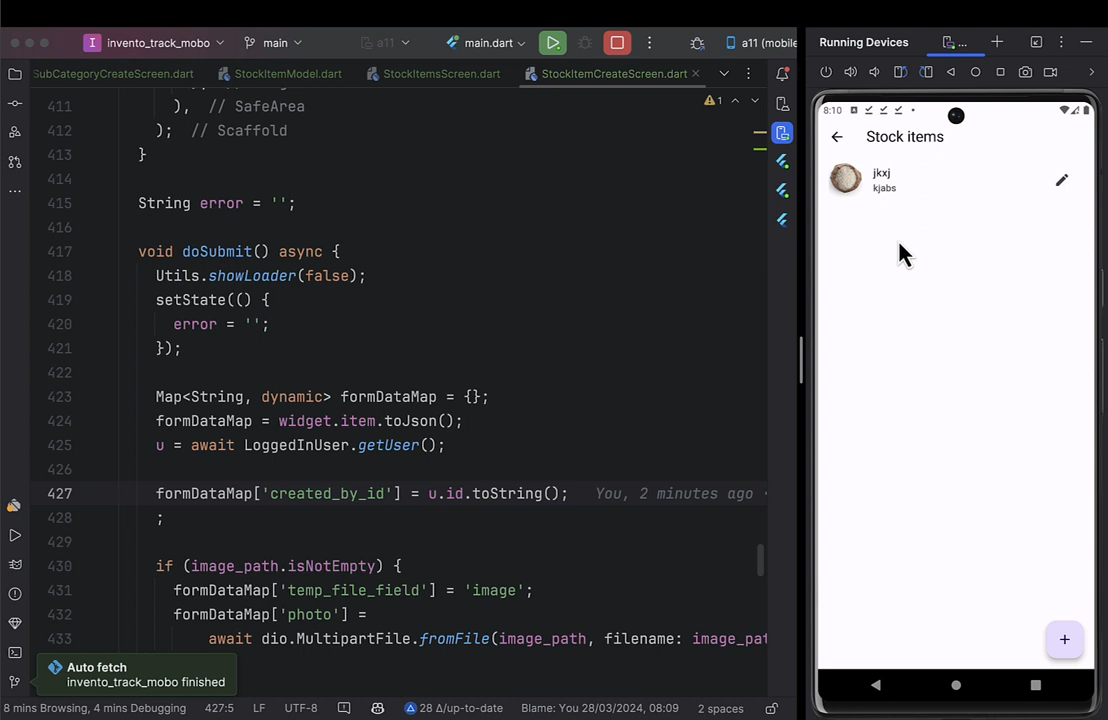 I invento_track_mobo main a11 main.dart a11 (mobile Running Devices ...
SubCategoryCreateScreen.dart StockItemModel.dart StockItemsScreen.dart StockItemCreateScreen.dart
411 ), // SafeArea
412 ); // Scaffold
413 }
414
415 String error = '';
416
417 void doSubmit() async {
418 Utils.showLoader(false);
419 setState(() {
420 error = '';
421 });
422
423 Map<String, dynamic> formDataMap = {};
424 formDataMap = widget.item.toJson();
425 u = await LoggedInUser.getUser();
426
427 formDataMap['created_by_id'] = u.id.toString(); You, 2 minutes ago
428 ;
429
430 if (image_path.isNotEmpty) {
431 formDataMap['temp_file_field'] = 'image';
432 formDataMap['photo'] =
433 await dio.MultipartFile.fromFile(image_path, filename: image_pat
1
8:10
Stock items
jkxj
kjabs
+
Auto fetch
invento_track_mobo finished
8 mins Browsing, 4 mins Debugging 427:5 LF UTF-8 28 Δ/up-to-date Blame: You 28/03/2024, 08:09 2 spaces